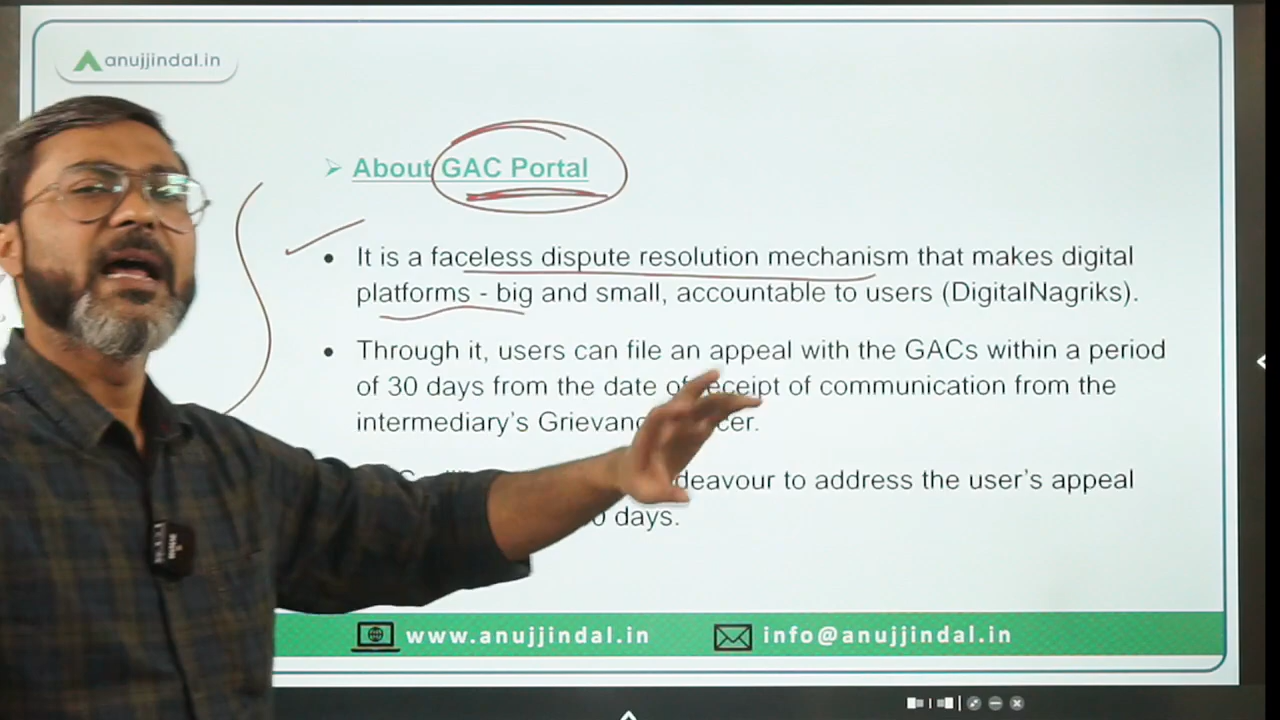 anujjindal.in
About GAC Portal
It is a faceless dispute resolution mechanism that makes digital
platforms - big and small, accountable to users (DigitalNagriks).
Through it, users can file an appeal with the GACs within a period
of 30 days from the date of receipt of communication from the
intermediary's
deavour to address the user's appeal
days.
www.anujjindal.in
info@anujjindal.in